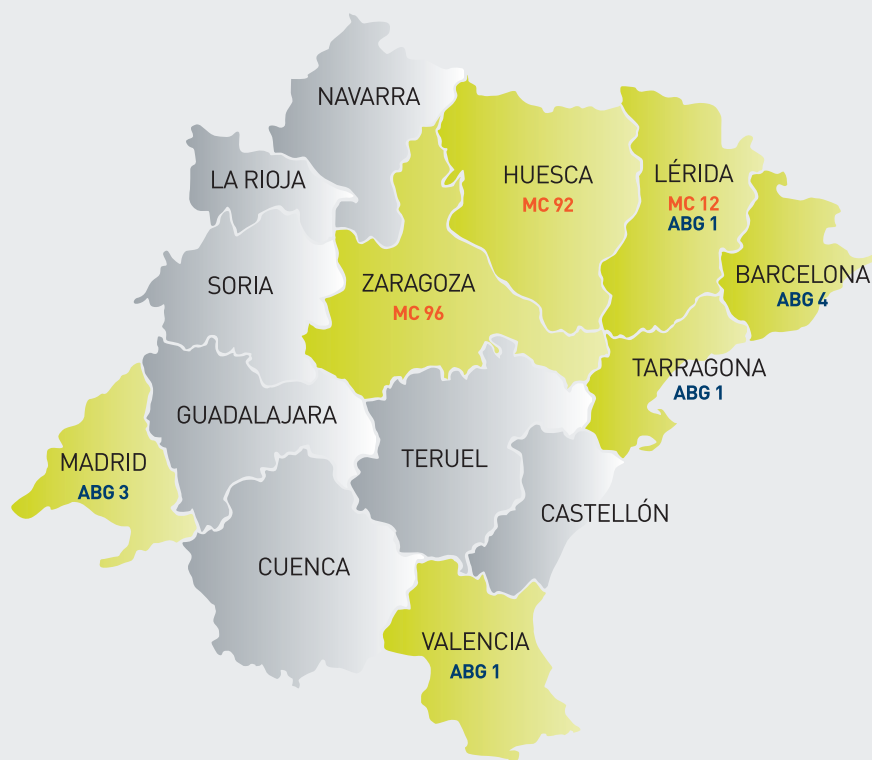 NAVARRA
LA RIOJA
HUESCA
MC 92
LÉRIDA
MC 12
ABG 1
SORIA
ZARAGOZA
MC 96
BARCELONA
ABG 4
TARRAGONA
ABG 1
GUADALAJARA
MADRID
ABG 3
TERUEL
CASTELLÓN
CUENCA
VALENCIA
ABG 1